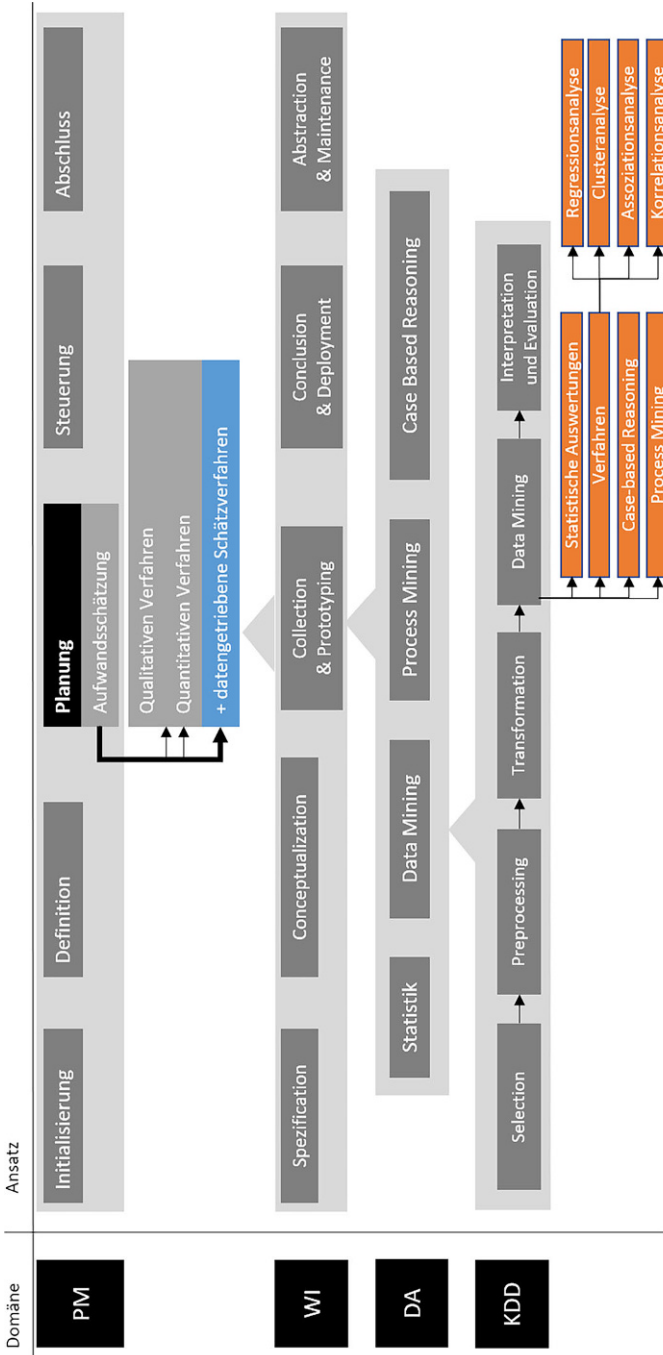 Domäne
Ansatz
PM
Initialisierung
Definition
Planung
Aufwandsschätzung
Steuerung
Abschluss
Qualitativen Verfahren
Quantitativen Verfahren
+ datengetriebene Schätzverfahren
WI
Spezification
Conceptualization
Collection
& Prototyping
Conclusion
& Deployment
Abstraction
& Maintenance
DA
Statistik
Data Mining
Process Mining
Case Based Reasoning
KDD
Selection
Preprocessing
Transformation
Data Mining
Interpretation
und Evaluation
Statistische Auswertungen
Verfahren
Case-based Reasoning
Process Mining
Regressionsanalyse
Clusteranalyse
Assoziationsanalyse
Korrelationsanalyse